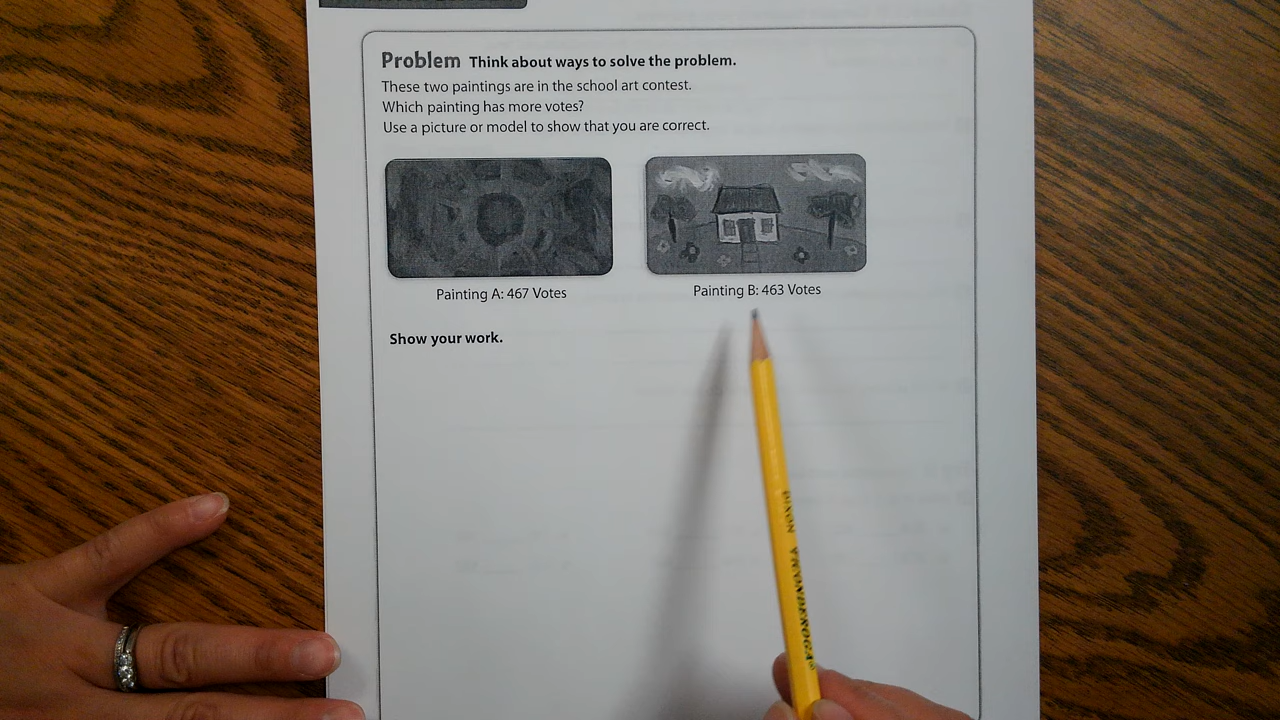 Problem Think about ways to solve the problem.
These two paintings are in the school art contest.
Which painting has more votes?
Use a picture or model to show that you are correct.
Painting A: 467 Votes
Painting B: 463 Votes
Show your work.
DIXON TICONDEROGA®